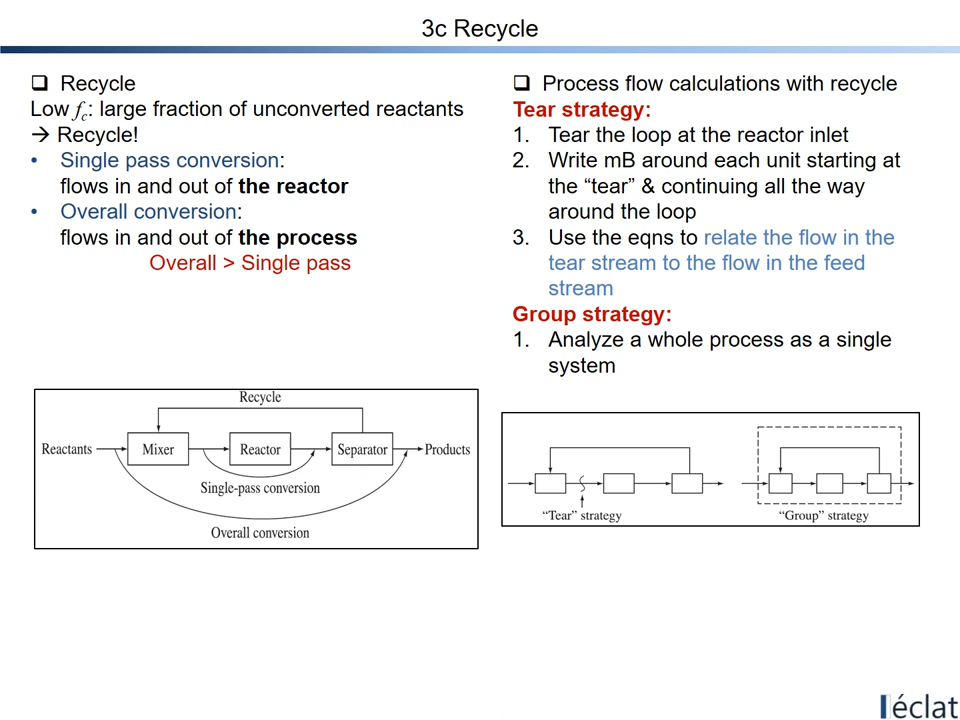 3c Recycle
❑ Recycle
Low fc: large fraction of unconverted reactants
→ Recycle!
• Single pass conversion:
flows in and out of the reactor
• Overall conversion:
flows in and out of the process
Overall > Single pass
❑ Process flow calculations with recycle
Tear strategy:
1. Tear the loop at the reactor inlet
2. Write mB around each unit starting at
the “tear” & continuing all the way
around the loop
3. Use the eqns to relate the flow in the
tear stream to the flow in the feed
stream
Group strategy:
1. Analyze a whole process as a single
system
Recycle
Reactants
Mixer
Reactor
Separator
Products
Single-pass conversion
Overall conversion
“Tear” strategy
“Group” strategy
éclat